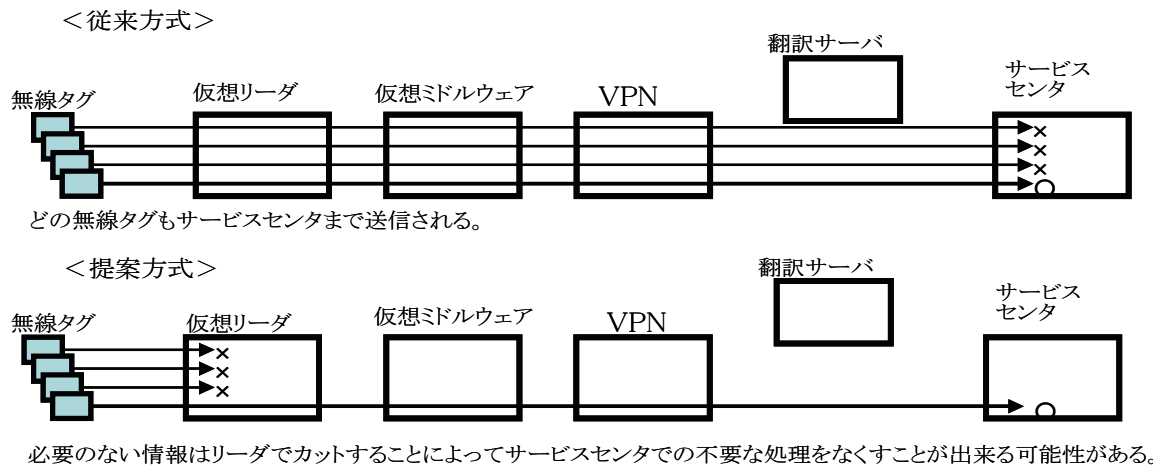 ＜従来方式＞
翻訳サーバ
サービス
センタ
無線タグ
仮想リーダ
仮想ミドルウェア
VPN
×
×
×
○
どの無線タグもサービスセンタまで送信される。
＜提案方式＞
翻訳サーバ
サービス
センタ
無線タグ
仮想リーダ
仮想ミドルウェア
VPN
×
×
×
○
必要のない情報はリーダでカットすることによってサービスセンタでの不要な処理をなくすことが出来る可能性がある。